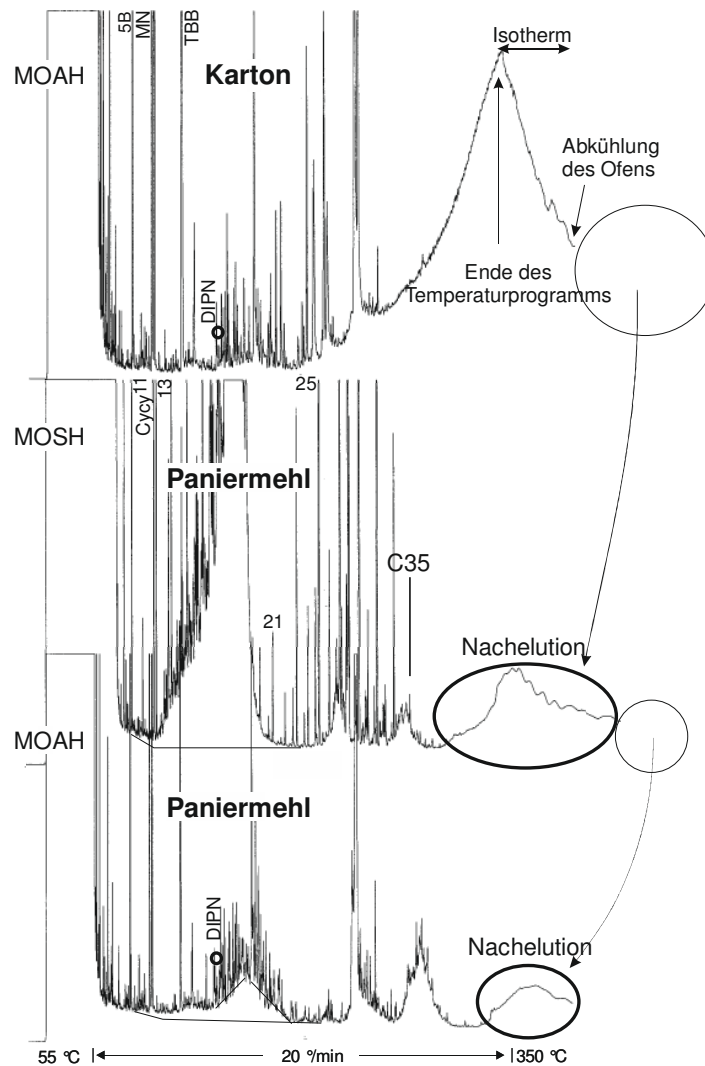 5B
MN
TBB
Isotherm
MOAH
Karton
Abkühlung
des Ofens
DIPN
Ende des
Temperaturprogramms
Cycy
11
13
25
MOSH
Paniermehl
C35
21
Nachelution
MOAH
Paniermehl
DIPN
Nachelution
55 °C
20 °/min
350 °C